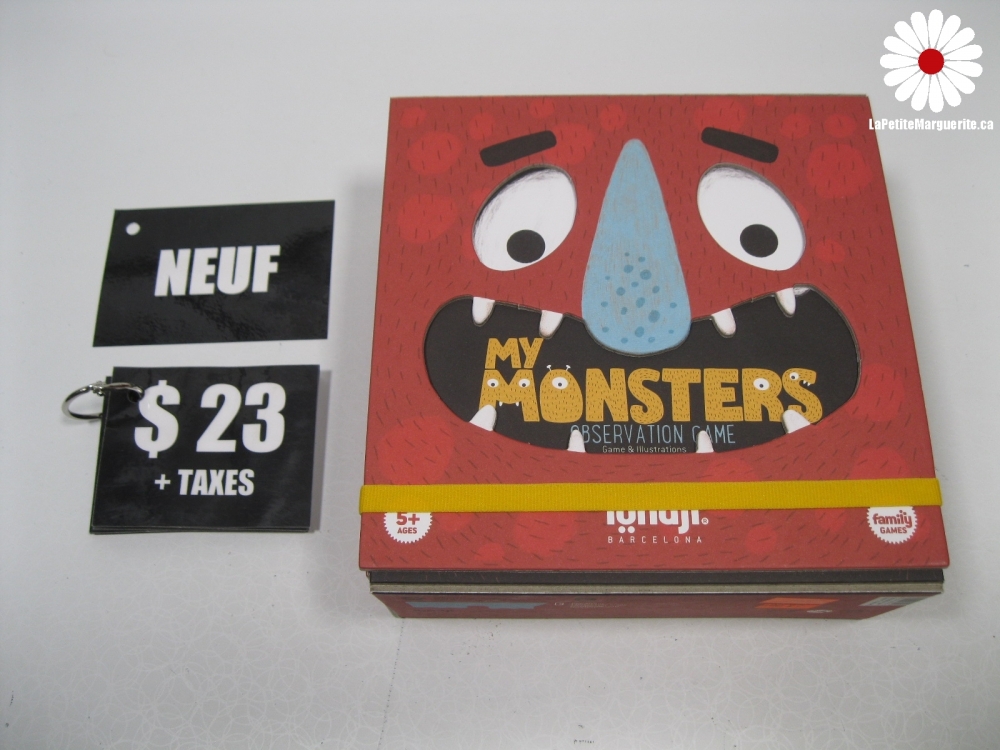 LaPetiteMarguerite.ca
NEUF
$ 23
+ TAXES
MY
MONSTERS
OBSERVATION GAME
Game & Illustrations
5+
AGES
londji®
BARCELONA
family
GAMES